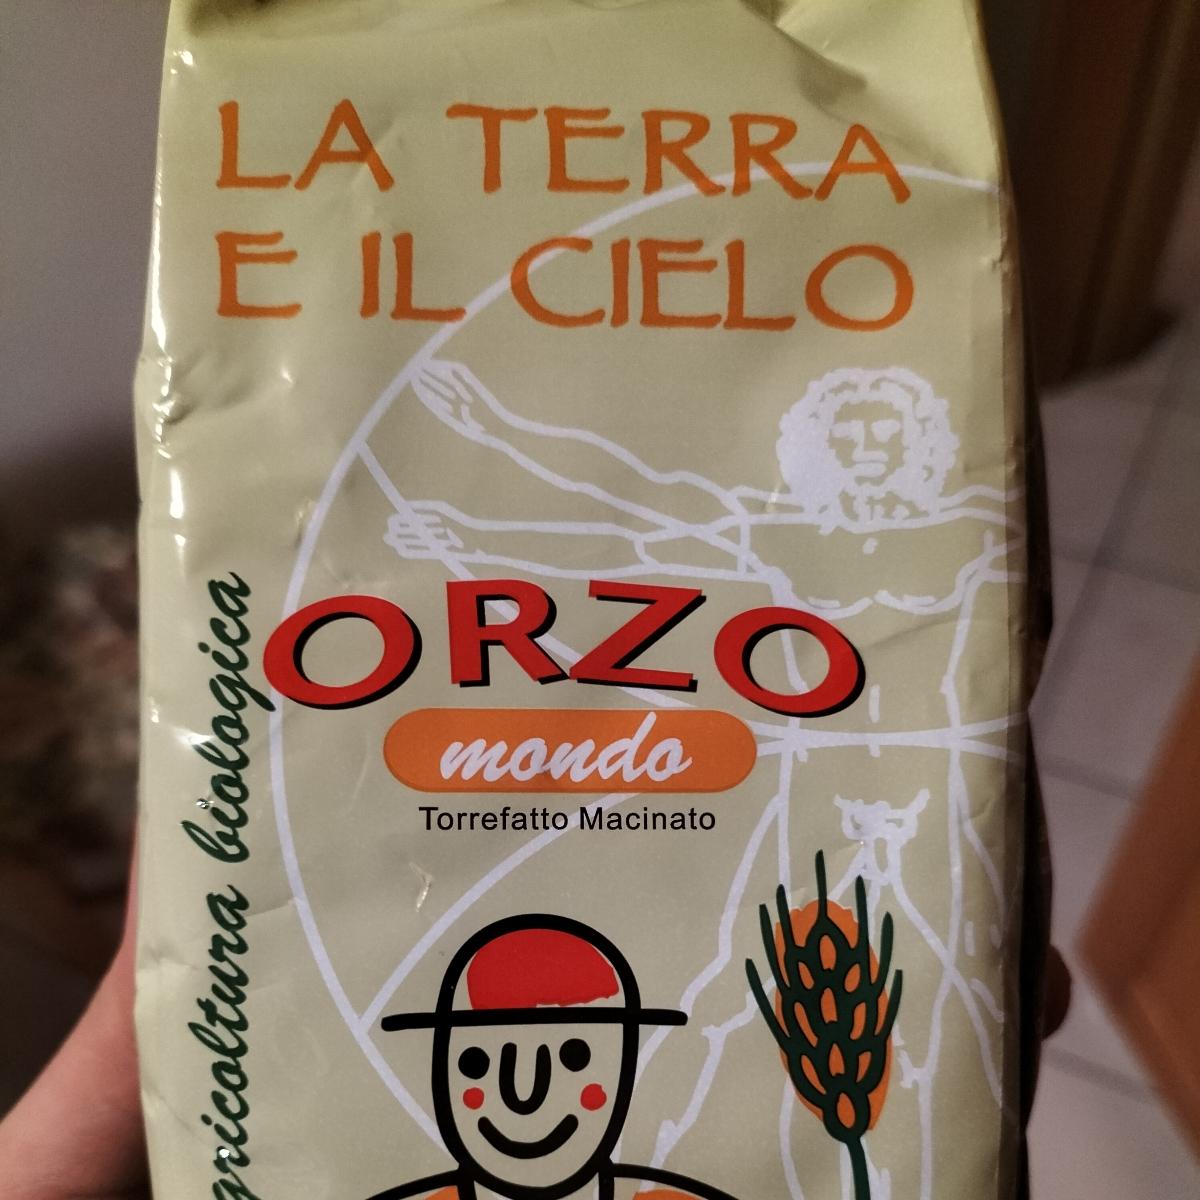 LA TERRA
E IL CIELO
ORZO
mondo
Torrefatto Macinato
gricoltura biologica